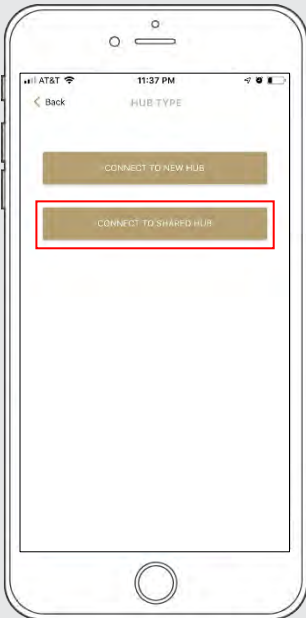 AT&T 11:37 PM
Back HUB TYPE
CONNECT TO NEW HUB
CONNECT TO SHARED HUB